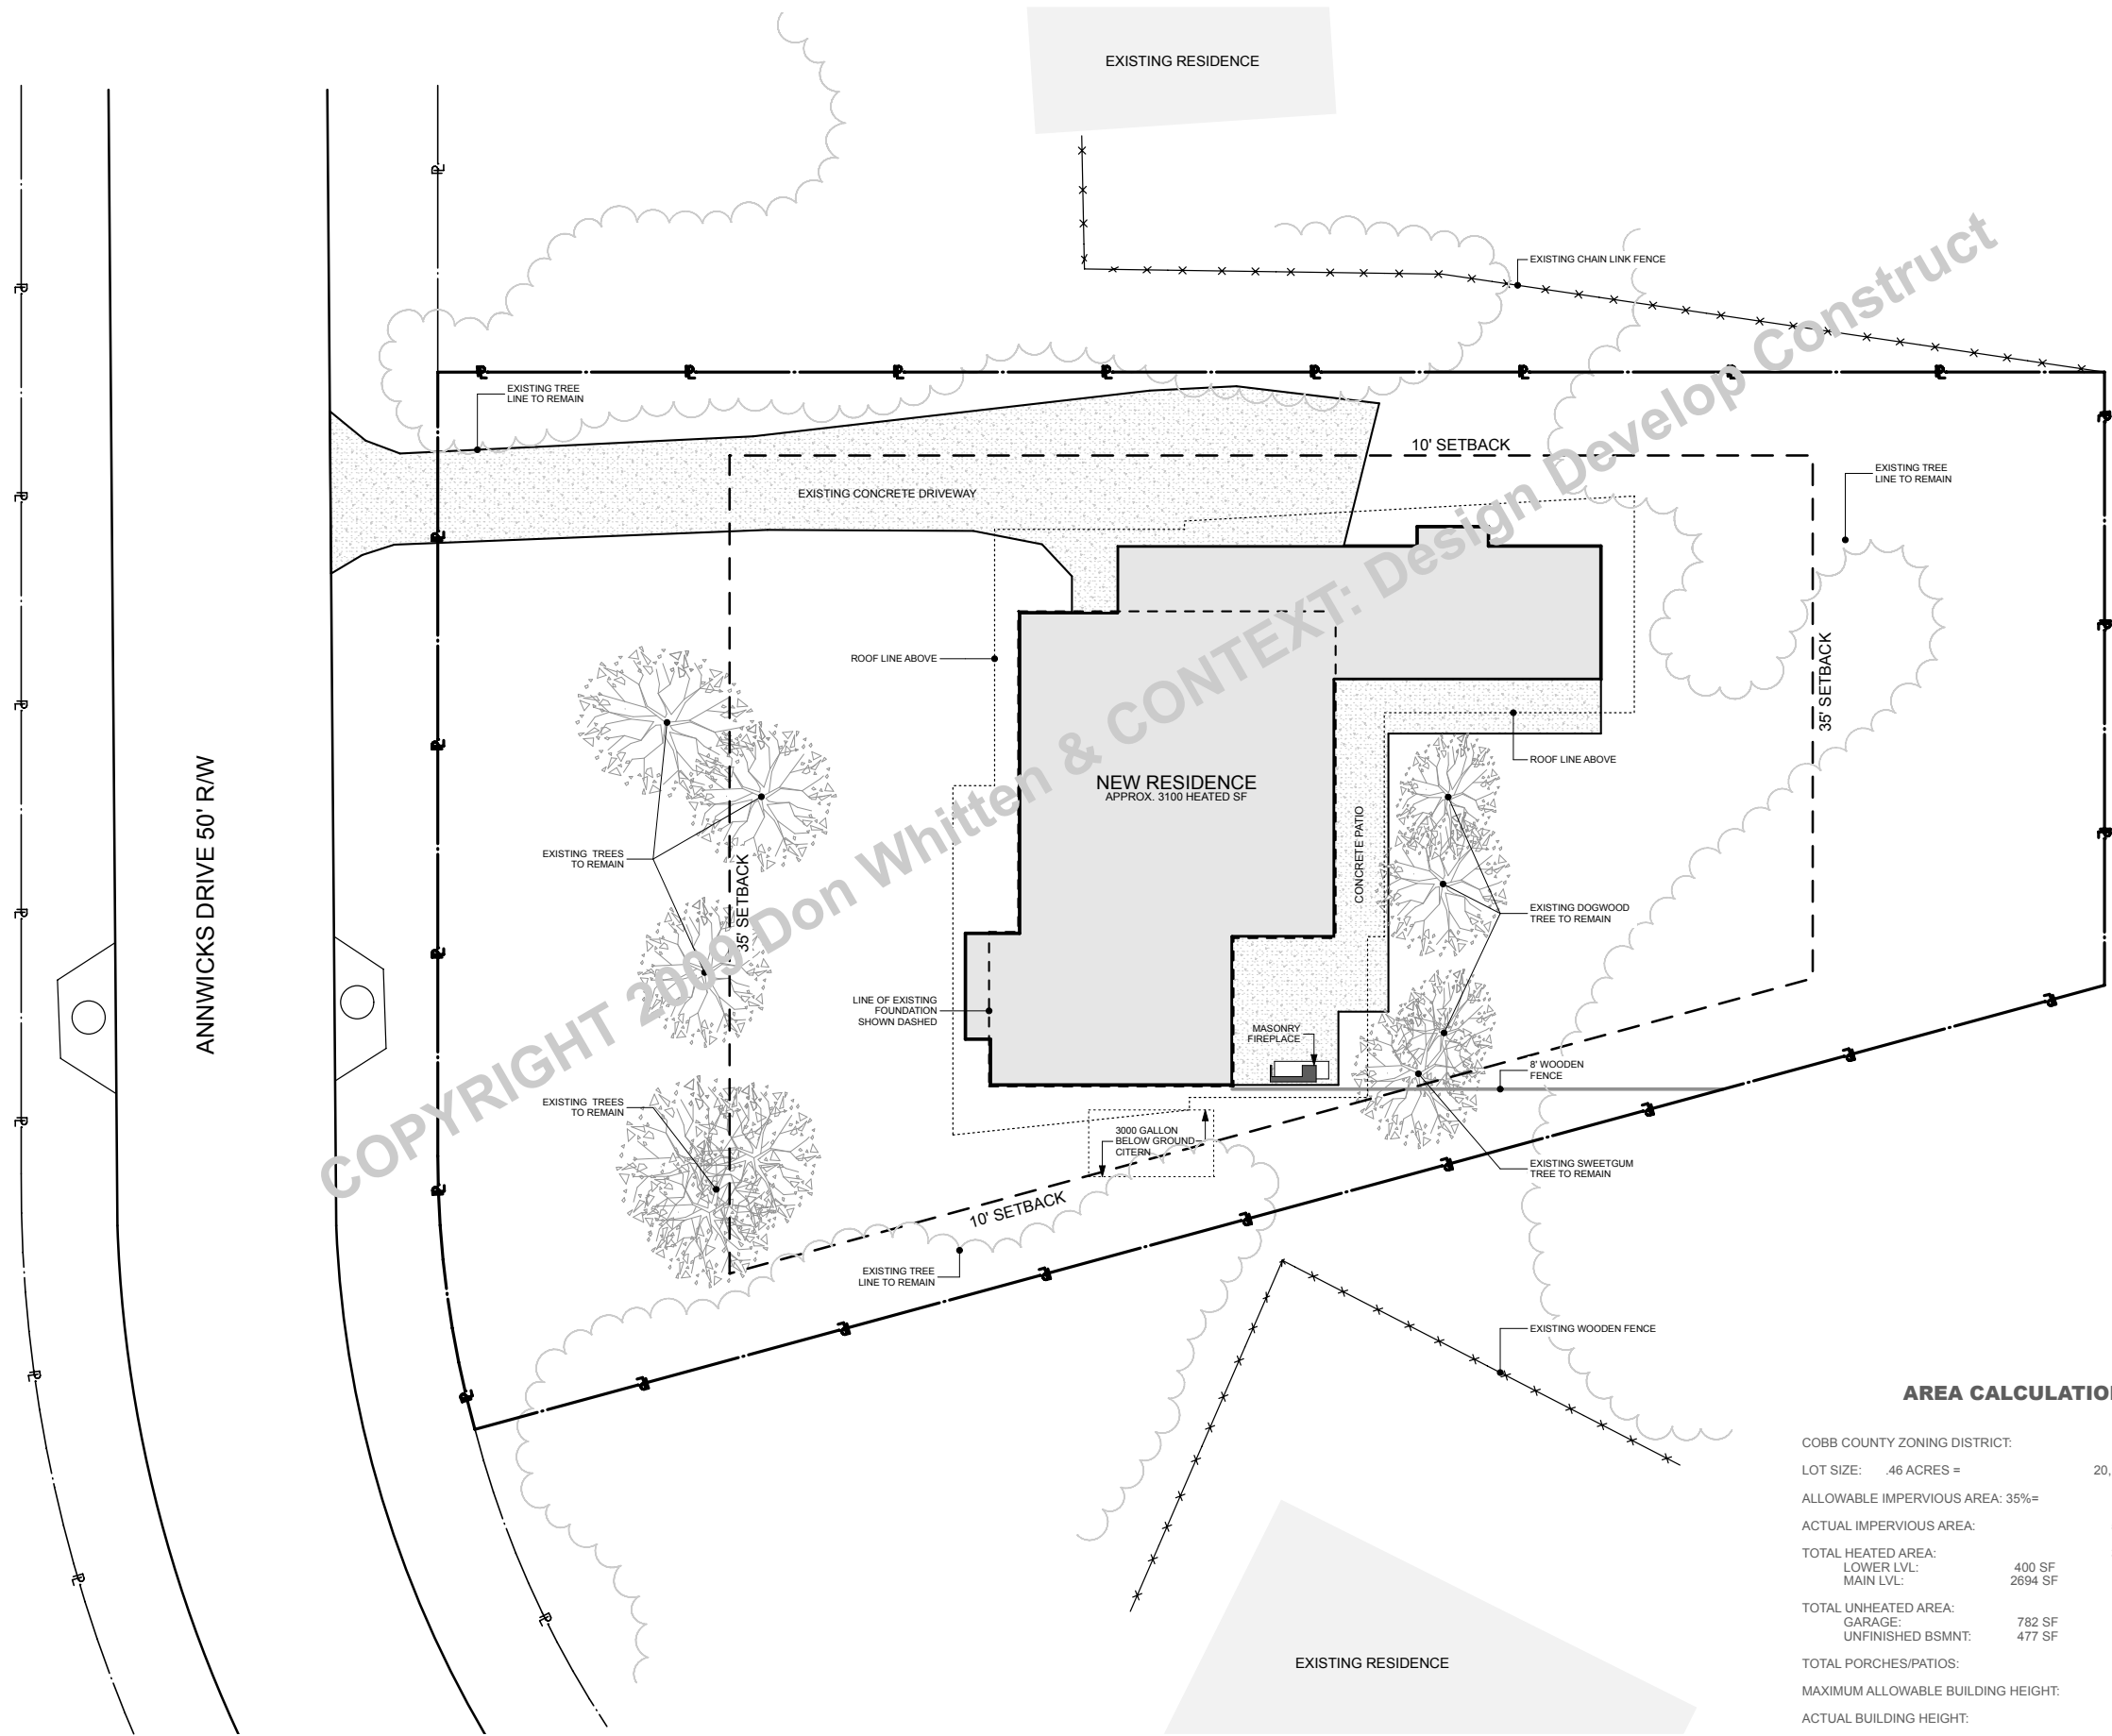 EXISTING RESIDENCE
EXISTING CHAIN LINK FENCE
EXISTING TREE
LINE TO REMAIN
10' SETBACK
EXISTING TREE
LINE TO REMAIN
EXISTING CONCRETE DRIVEWAY
ROOF LINE ABOVE
35' SETBACK
ROOF LINE ABOVE
NEW RESIDENCE
APPROX. 3100 HEATED SF
ANNWICKS DRIVE 50' R/W
CONCRETE PATIO
EXISTING TREES
TO REMAIN
35' SETBACK
EXISTING DOGWOOD
TREE TO REMAIN
LINE OF EXISTING
FOUNDATION
SHOWN DASHED
MASONRY
FIREPLACE
8' WOODEN
FENCE
EXISTING TREES
TO REMAIN
3000 GALLON
BELOW GROUND
CITERN
EXISTING SWEETGUM
TREE TO REMAIN
10' SETBACK
EXISTING TREE
LINE TO REMAIN
EXISTING WOODEN FENCE
EXISTING RESIDENCE
COPYRIGHT 2009 Don Whitten & CONTEXT: Design Develop Construct
AREA CALCULATION
COBB COUNTY ZONING DISTRICT:
LOT SIZE: .46 ACRES = 20,
ALLOWABLE IMPERVIOUS AREA: 35%=
ACTUAL IMPERVIOUS AREA:
TOTAL HEATED AREA:
LOWER LVL: 400 SF
MAIN LVL: 2694 SF
TOTAL UNHEATED AREA:
GARAGE: 782 SF
UNFINISHED BSMNT: 477 SF
TOTAL PORCHES/PATIOS:
MAXIMUM ALLOWABLE BUILDING HEIGHT:
ACTUAL BUILDING HEIGHT: